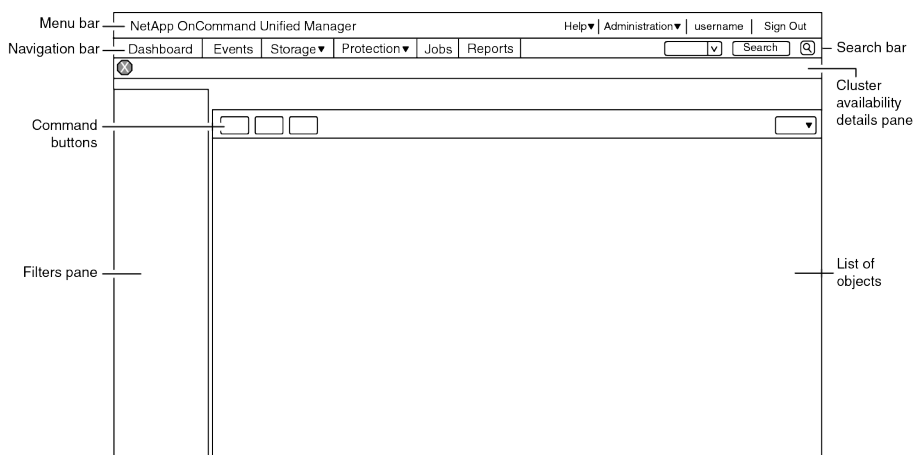 Menu bar
NetApp OnCommand Unified Manager
Help▼
Administration▼
username
Sign Out
Navigation bar
Dashboard
Events
Storage▼
Protection▼
Jobs
Reports
Search
Search bar
X
Cluster
availability
details pane
Command
buttons
Filters pane
List of
objects